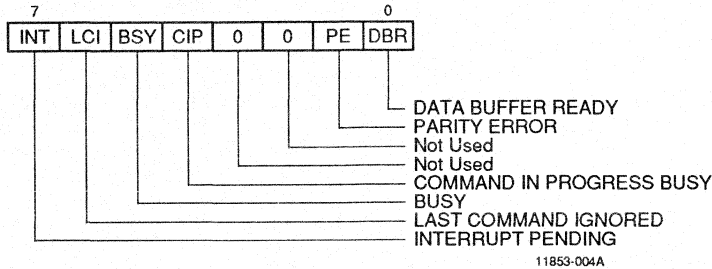 7 0
INT LCI BSY CIP 0 0 PE DBR
DATA BUFFER READY
PARITY ERROR
Not Used
Not Used
COMMAND IN PROGRESS BUSY
BUSY
LAST COMMAND IGNORED
INTERRUPT PENDING
11853-004A